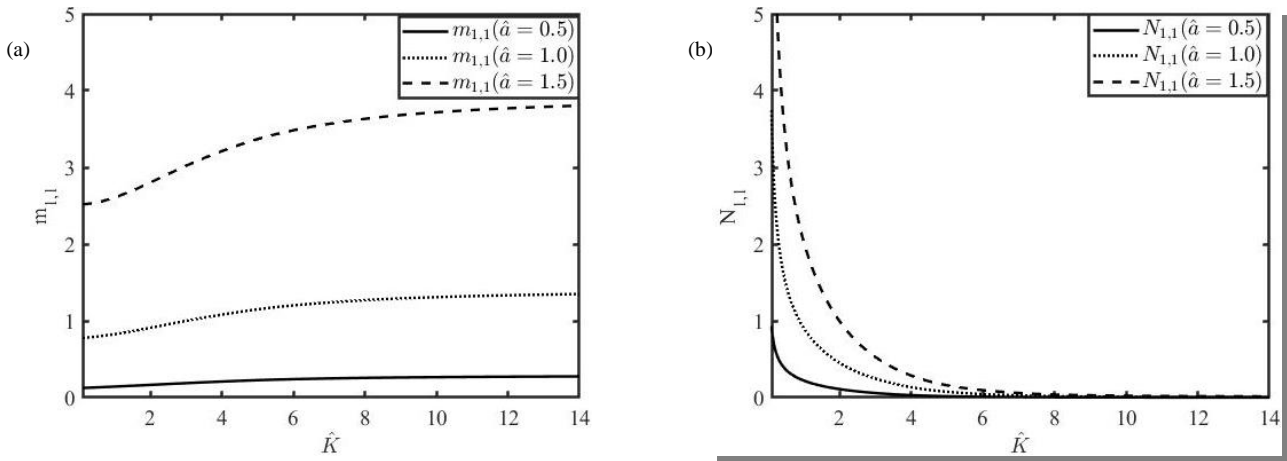 (a)
5
4
3
2
1
0
m1,1
2
4
6
8
10
12
14
K̂
m1,1(â = 0.5)
m1,1(â = 1.0)
m1,1(â = 1.5)
(b)
5
4
3
2
1
0
N1,1
0
2
4
6
8
10
12
14
K̂
N1,1(â = 0.5)
N1,1(â = 1.0)
N1,1(â = 1.5)